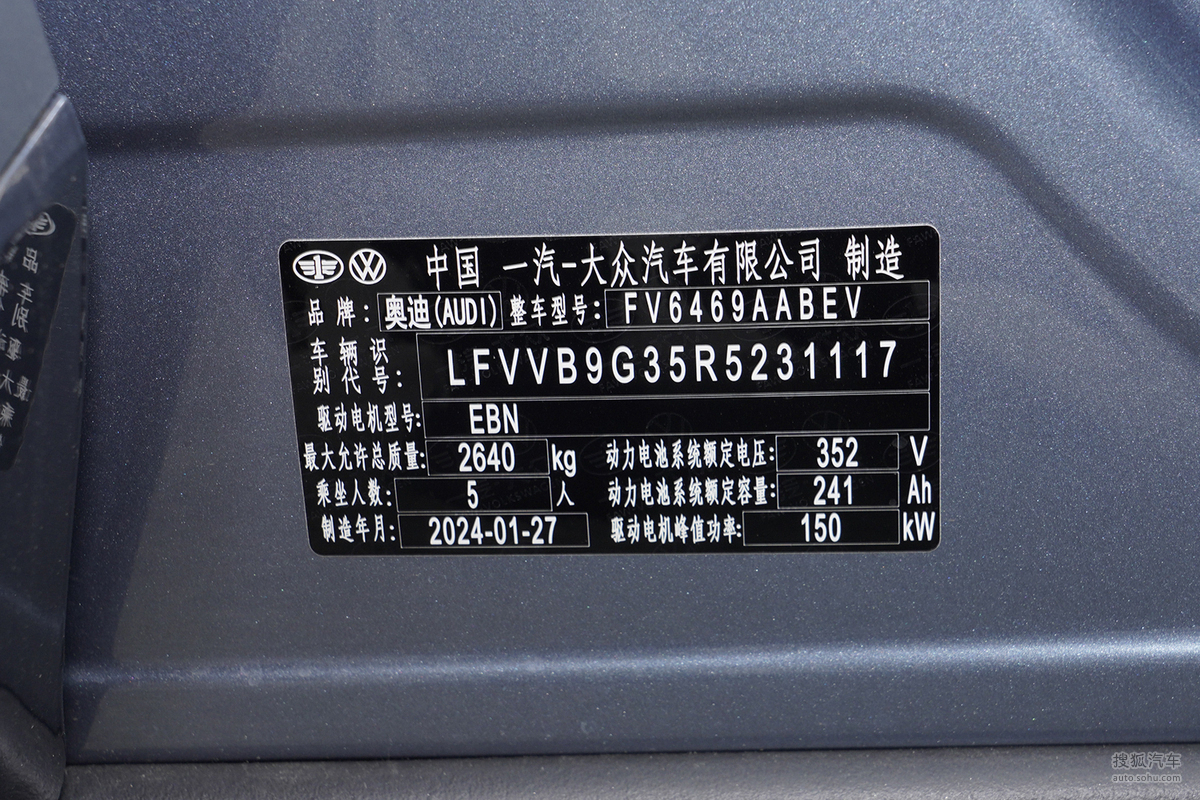 中国 一汽-大众汽车有限公司 制造
品牌: 奥迪(AUDI) 整车型号: FV6469AABEV
车辆识别代号: LFVVB9G35R5231117
驱动电机型号: EBN
最大允许总质量: 2640 kg 动力电池系统额定电压: 352 V
乘坐人数: 5 人 动力电池系统额定容量: 241 Ah
制造年月: 2024-01-27 驱动电机峰值功率: 150 kW
搜狐汽车
auto.sohu.com